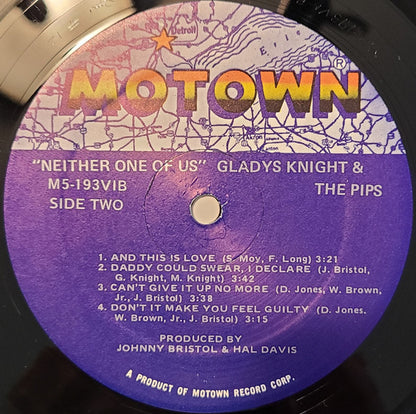 Detroit
MOTOWN®
"NEITHER ONE OF US" GLADYS KNIGHT &
M5-193VIB THE PIPS
SIDE TWO
1. AND THIS IS LOVE (S. Moy, F. Long) 3:21
2. DADDY COULD SWEAR, I DECLARE (J. Bristol,
G. Knight, M. Knight) 3:42
3. CAN'T GIVE IT UP NO MORE (D. Jones, W. Brown,
Jr., J. Bristol) 3:38
4. DON'T IT MAKE YOU FEEL GUILTY (D. Jones,
W. Brown, Jr., J. Bristol) 3:15
PRODUCED BY
JOHNNY BRISTOL & HAL DAVIS
A PRODUCT OF MOTOWN RECORD CORP.